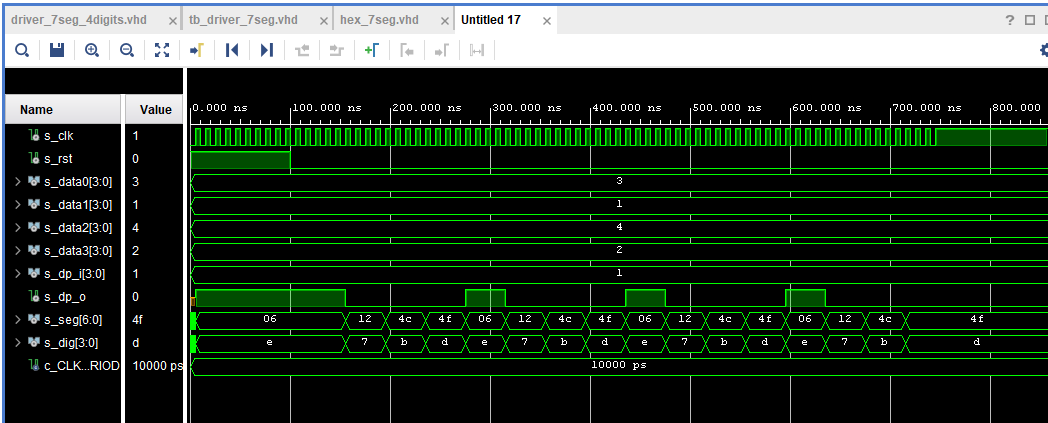 driver_7seg_4digits.vhd × tb_driver_7seg.vhd × hex_7seg.vhd × Untitled 17 × ?
0.000 ns 100.000 ns 200.000 ns 300.000 ns 400.000 ns 500.000 ns 600.000 ns 700.000 ns 800.000
Name Value
s_clk 1
s_rst 0
s_data0[3:0] 3 3
s_data1[3:0] 1 1
s_data2[3:0] 4 4
s_data3[3:0] 2 2
s_dp_i[3:0] 1 1
s_dp_o 0
s_seg[6:0] 4f 06 12 4c 4f 06 12 4c 4f 06 12 4c 4f 06 12 4c 4f
s_dig[3:0] d e 7 b d e 7 b d e 7 b d e 7 b d
c_CLK...RIOD 10000 ps 10000 ps